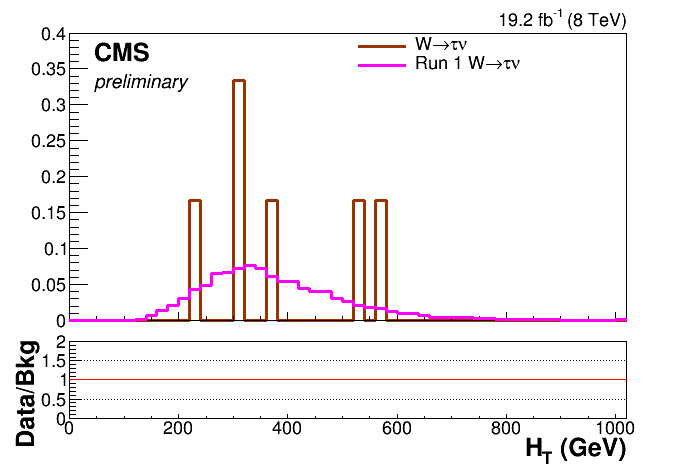 19.2 fb⁻¹ (8 TeV)
CMS
preliminary
W→τν
Run 1 W→τν
0.4
0.35
0.3
0.25
0.2
0.15
0.1
0.05
0
Data/Bkg
2
1.5
1
0.5
0
0 200 400 600 800 1000
H_T (GeV)